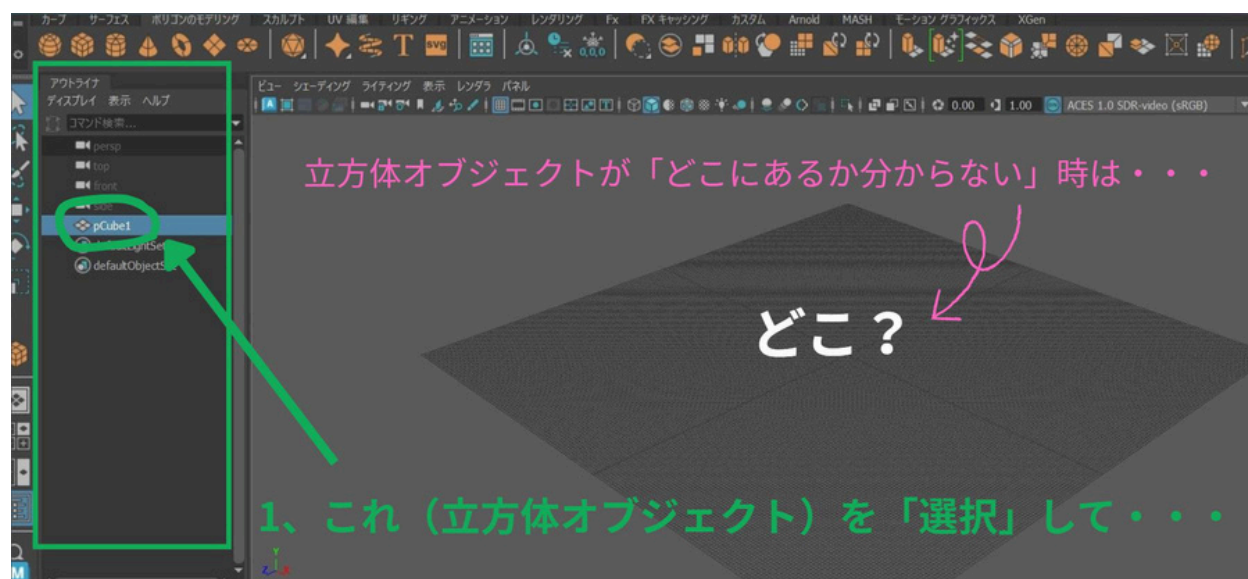 カーブ サーフェス ポリゴンのモデリング スカルプト UV 編集 リギング アニメーション レンダリング Fx FX キャッシング カスタム Arnold MASH モーション グラフィックス XGen
T svg 0,0,0
アウトライナ
ディスプレイ 表示 ヘルプ
コマンド検索...
persp
top
front
side
pCube1
defaultObjectSet
ビュー シェーディング ライティング 表示 レンダラ パネル
0.00 1.00 ACES 1.0 SDR-video (sRGB)
立方体オブジェクトが「どこにあるか分からない」時は・・・
どこ？
1、これ（立方体オブジェクト）を「選択」して・・・
Y
Z X
M